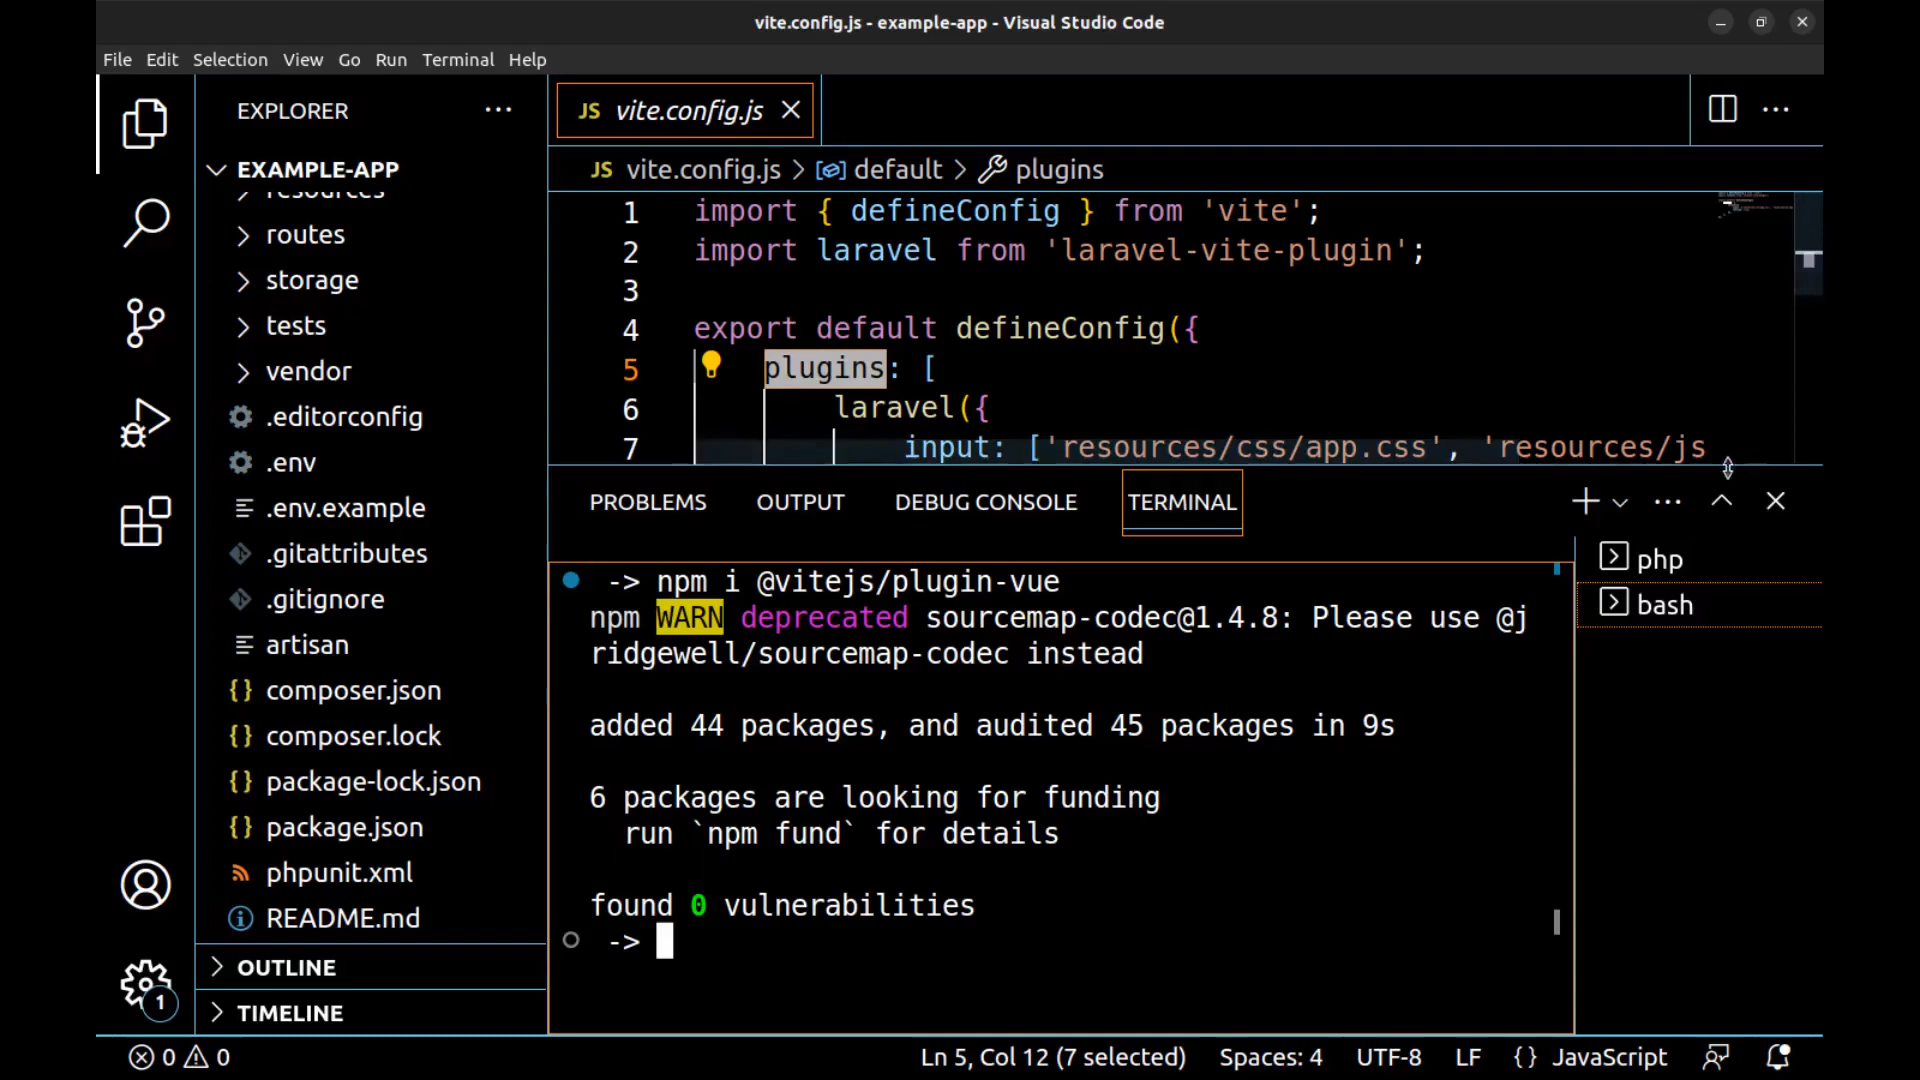 vite.config.js - example-app - Visual Studio Code
File Edit Selection View Go Run Terminal Help
EXPLORER
EXAMPLE-APP
resources
routes
storage
tests
vendor
.editorconfig
.env
.env.example
.gitattributes
.gitignore
artisan
composer.json
composer.lock
package-lock.json
package.json
phpunit.xml
README.md
OUTLINE
TIMELINE
1
JS vite.config.js
JS vite.config.js > default > plugins
1 import { defineConfig } from 'vite';
2 import laravel from 'laravel-vite-plugin';
3
4 export default defineConfig({
5 plugins: [
6 laravel({
7 input: ['resources/css/app.css', 'resources/js
PROBLEMS OUTPUT DEBUG CONSOLE TERMINAL
-> npm i @vitejs/plugin-vue
npm WARN deprecated sourcemap-codec@1.4.8: Please use @j
ridgewell/sourcemap-codec instead
added 44 packages, and audited 45 packages in 9s
6 packages are looking for funding
run `npm fund` for details
found 0 vulnerabilities
->
php
bash
0 0 Ln 5, Col 12 (7 selected) Spaces: 4 UTF-8 LF {} JavaScript